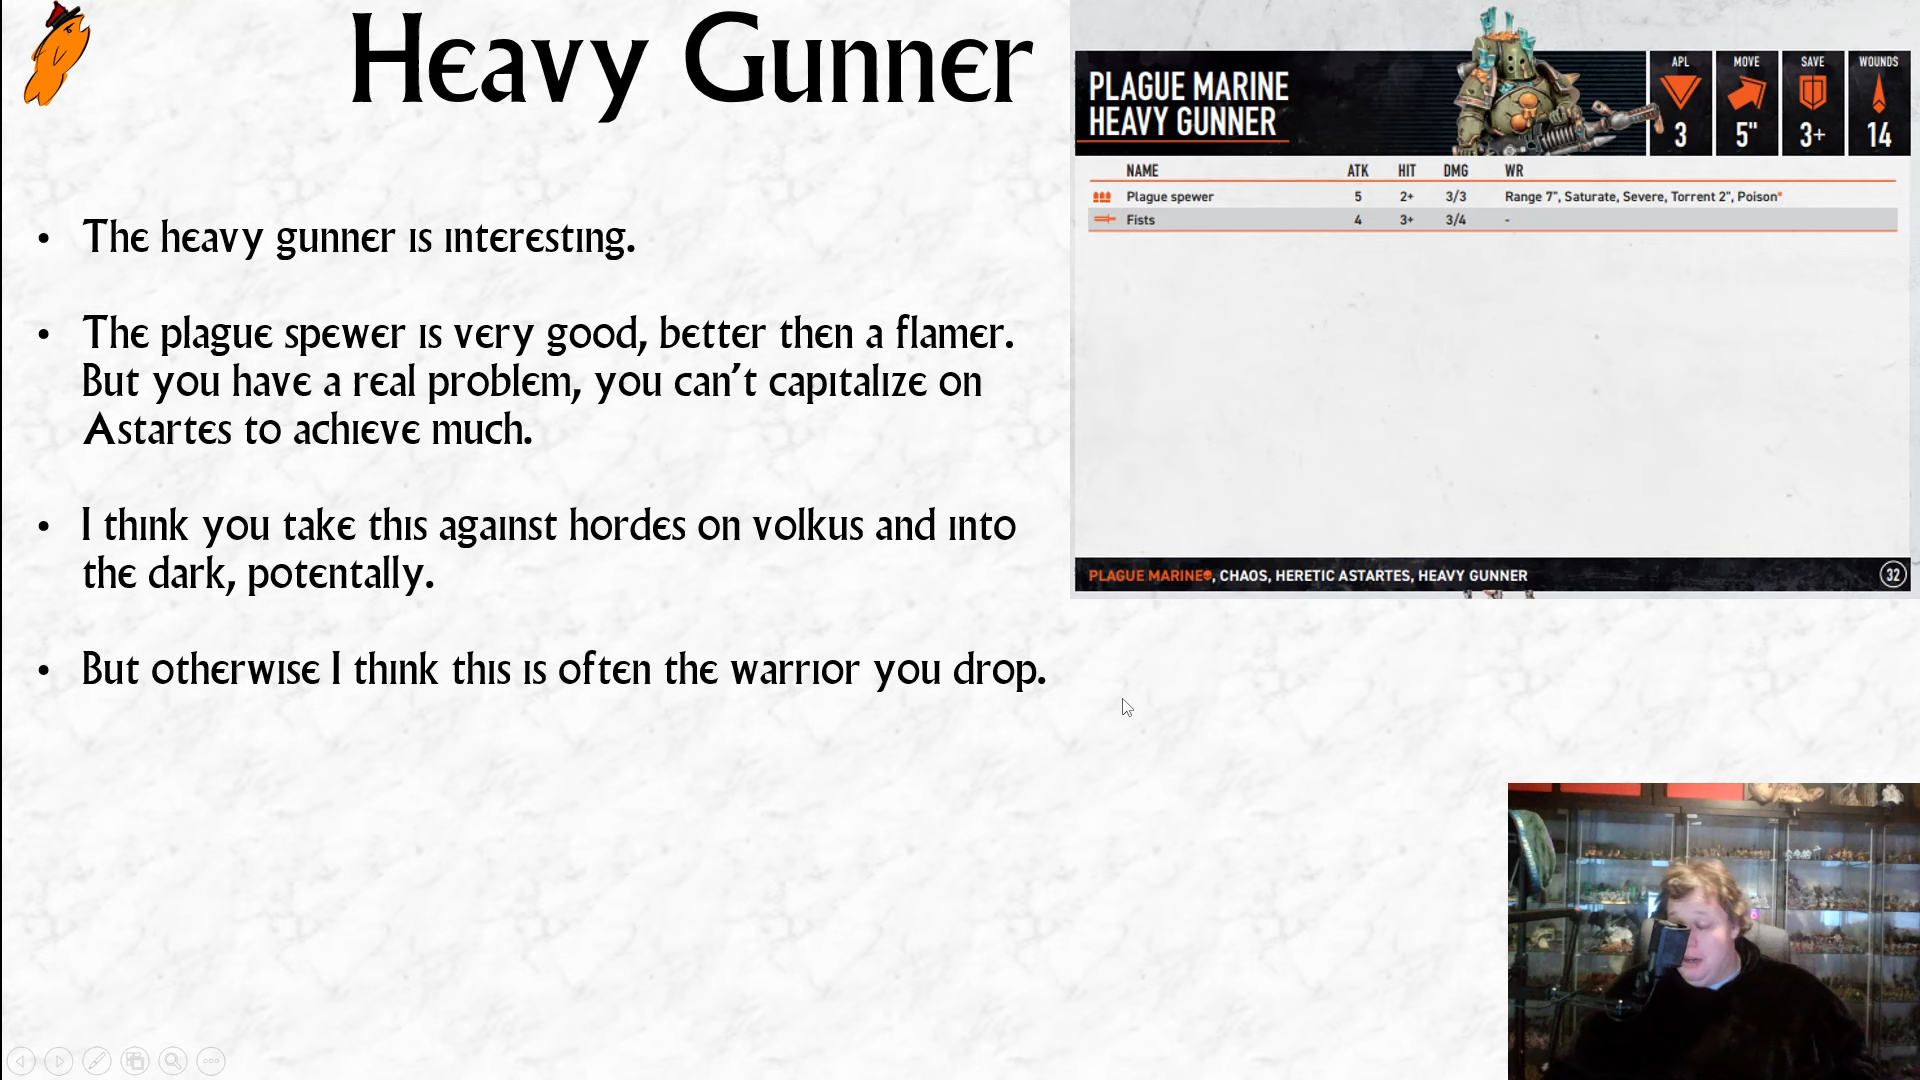 Heavy Gunner
• The heavy gunner is interesting.
• The plague spewer is very good, better then a flamer.
But you have a real problem, you can't capitalize on
Astartes to achieve much.
• I think you take this against hordes on volkus and into
the dark, potentally.
• But otherwise I think this is often the warrior you drop.
PLAGUE MARINE
HEAVY GUNNER
APL MOVE SAVE WOUNDS
3 5" 3+ 14
NAME ATK HIT DMG WR
Plague spewer 5 2+ 3/3 Range 7", Saturate, Severe, Torrent 2", Poison*
Fists 4 3+ 3/4 -
PLAGUE MARINE, CHAOS, HERETIC ASTARTES, HEAVY GUNNER 32